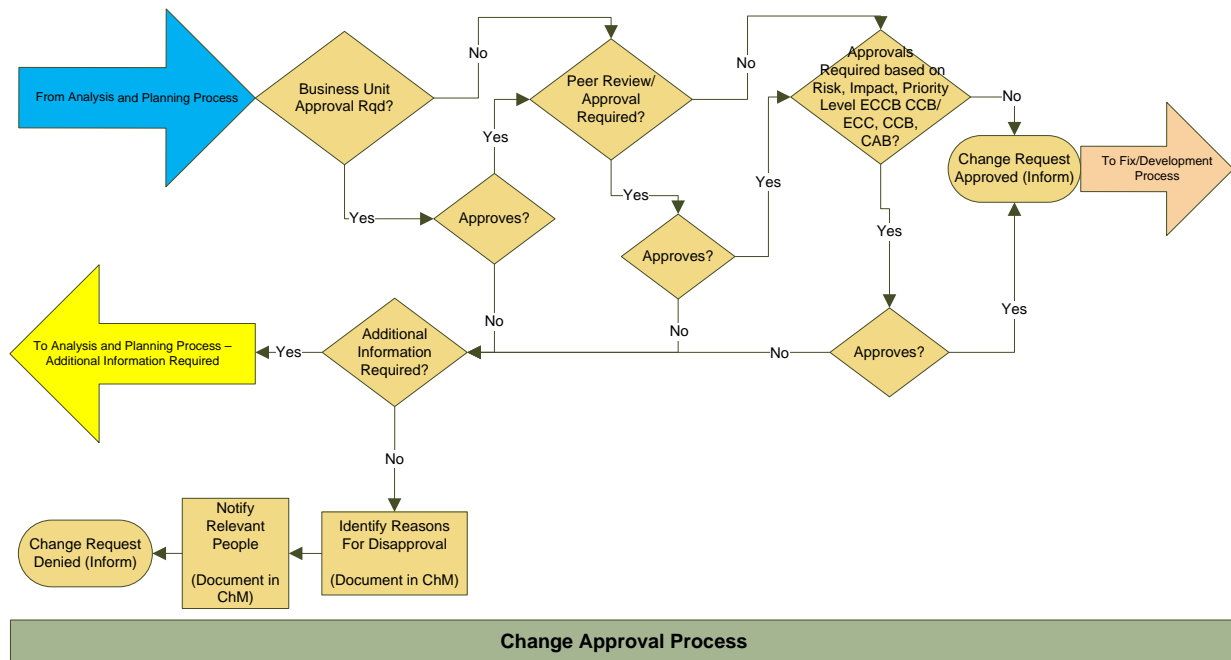 From Analysis and Planning Process
Business Unit
Approval Rqd?
No
Yes
Approves?
Yes
No
Peer Review/
Approval
Required?
No
Yes
Approves?
Yes
No
Approvals
Required based on
Risk, Impact, Priority
Level ECCB CCB/
ECC, CCB,
CAB?
No
Yes
Change Request
Approved (Inform)
To Fix/Development
Process
Approves?
Yes
No
Additional
Information
Required?
Yes
To Analysis and Planning Process –
Additional Information Required
No
Identify Reasons
For Disapproval
(Document in ChM)
Notify
Relevant
People
(Document in
ChM)
Change Request
Denied (Inform)
Change Approval Process